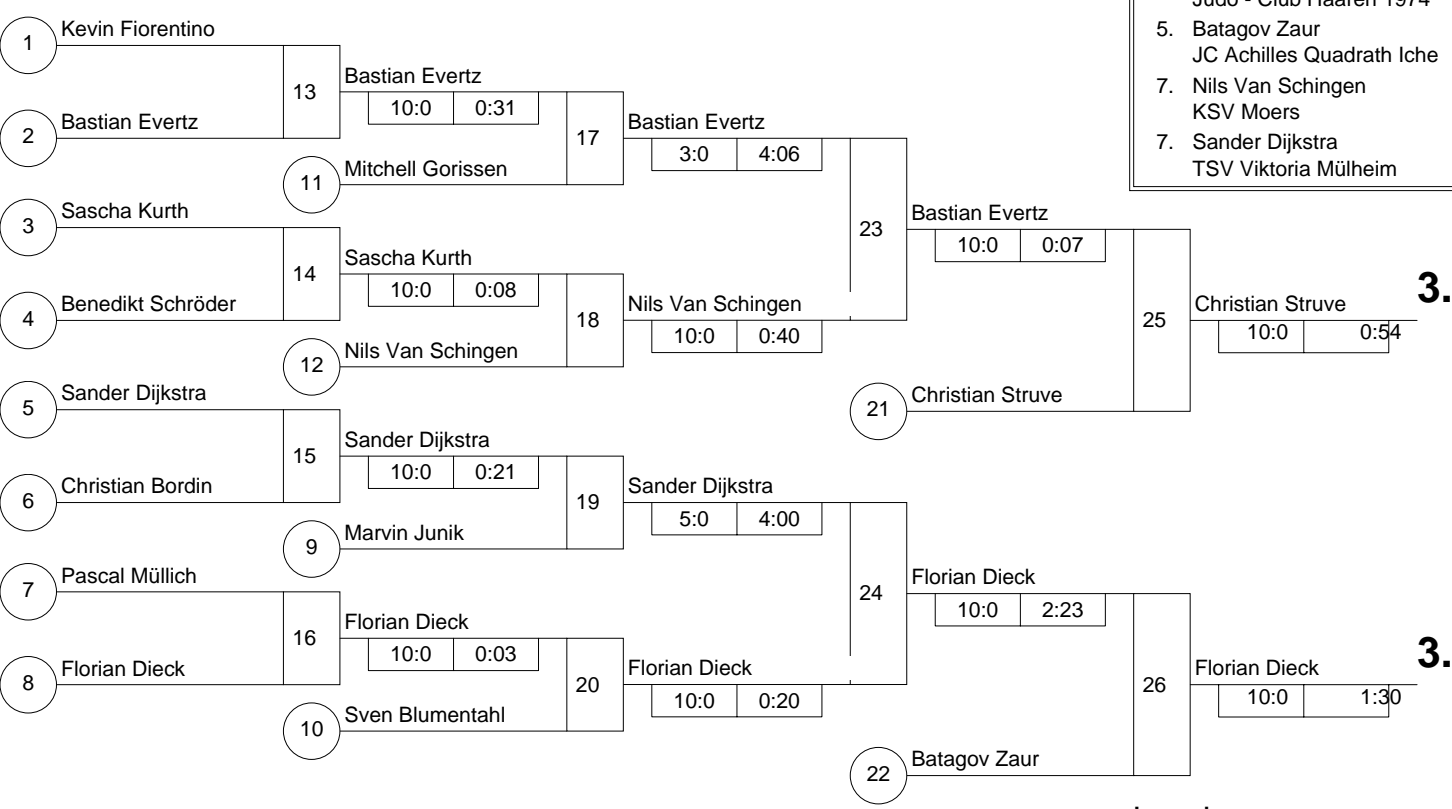 Judo - Club Haaren 1974
5. Batagov Zaur
JC Achilles Quadrath Iche
7. Nils Van Schingen
KSV Moers
7. Sander Dijkstra
TSV Viktoria Mülheim
1 Kevin Fiorentino
13 Bastian Evertz
10:0 0:31
2 Bastian Evertz
17 Bastian Evertz
3:0 4:06
11 Mitchell Gorissen
3 Sascha Kurth
23 Bastian Evertz
10:0 0:07
14 Sascha Kurth
10:0 0:08
4 Benedikt Schröder
18 Nils Van Schingen
10:0 0:40
25 Christian Struve 3.
10:0 0:54
12 Nils Van Schingen
5 Sander Dijkstra
21 Christian Struve
15 Sander Dijkstra
10:0 0:21
6 Christian Bordin
19 Sander Dijkstra
5:0 4:00
9 Marvin Junik
7 Pascal Müllich
24 Florian Dieck
10:0 2:23
16 Florian Dieck
10:0 0:03
8 Florian Dieck
20 Florian Dieck
10:0 0:20
26 Florian Dieck 3.
10:0 1:30
10 Sven Blumentahl
22 Batagov Zaur